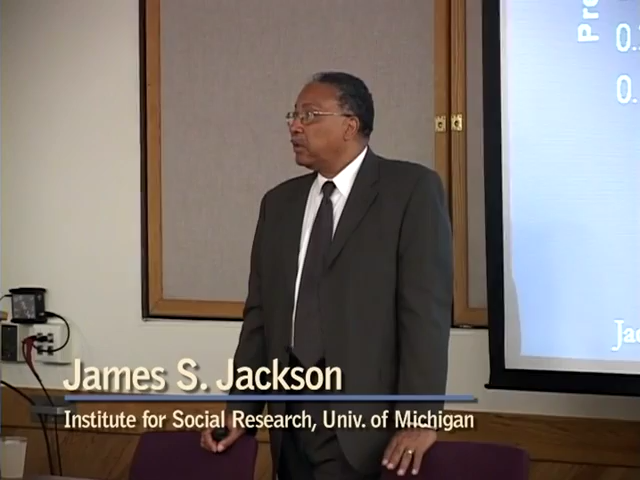 James S. Jackson
Institute for Social Research, Univ. of Michigan